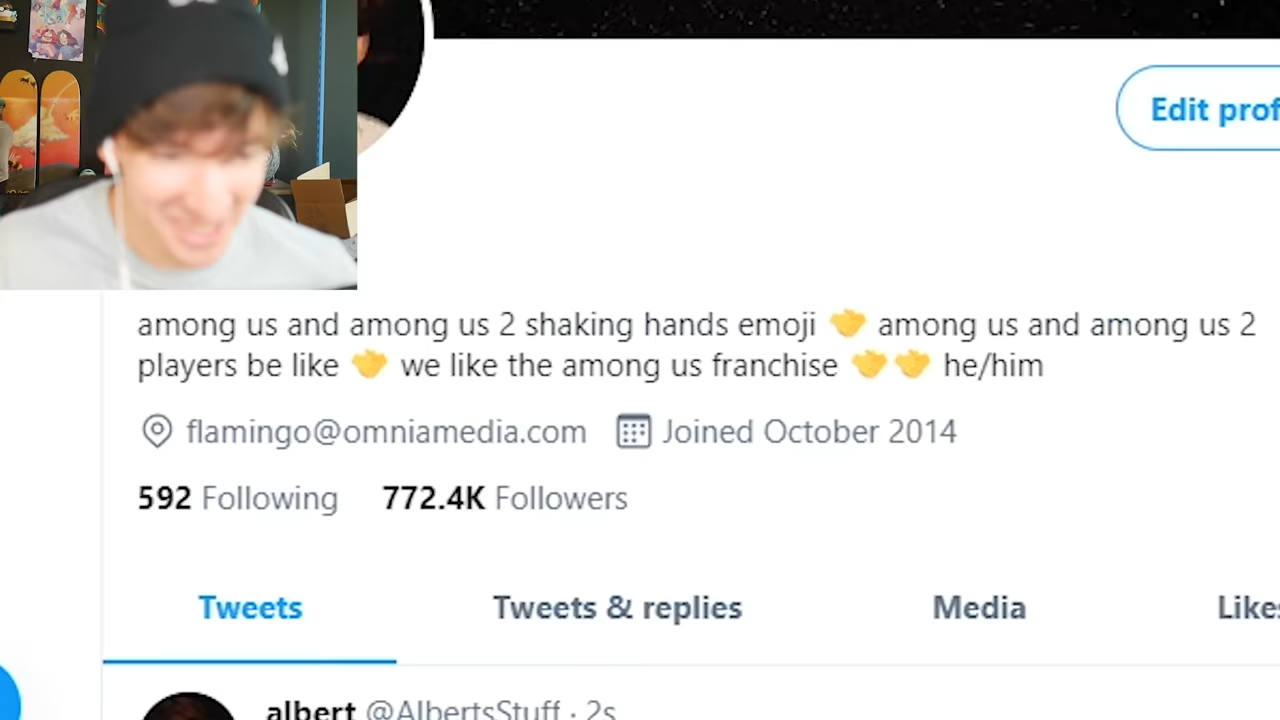 Edit prof
among us and among us 2 shaking hands emoji 🤝 among us and among us 2
players be like 🤝 we like the among us franchise 🤝🤝 he/him
flamingo@omniamedia.com Joined October 2014
592 Following 772.4K Followers
Tweets Tweets & replies Media Likes
albert @AlbertsStuff · 2s